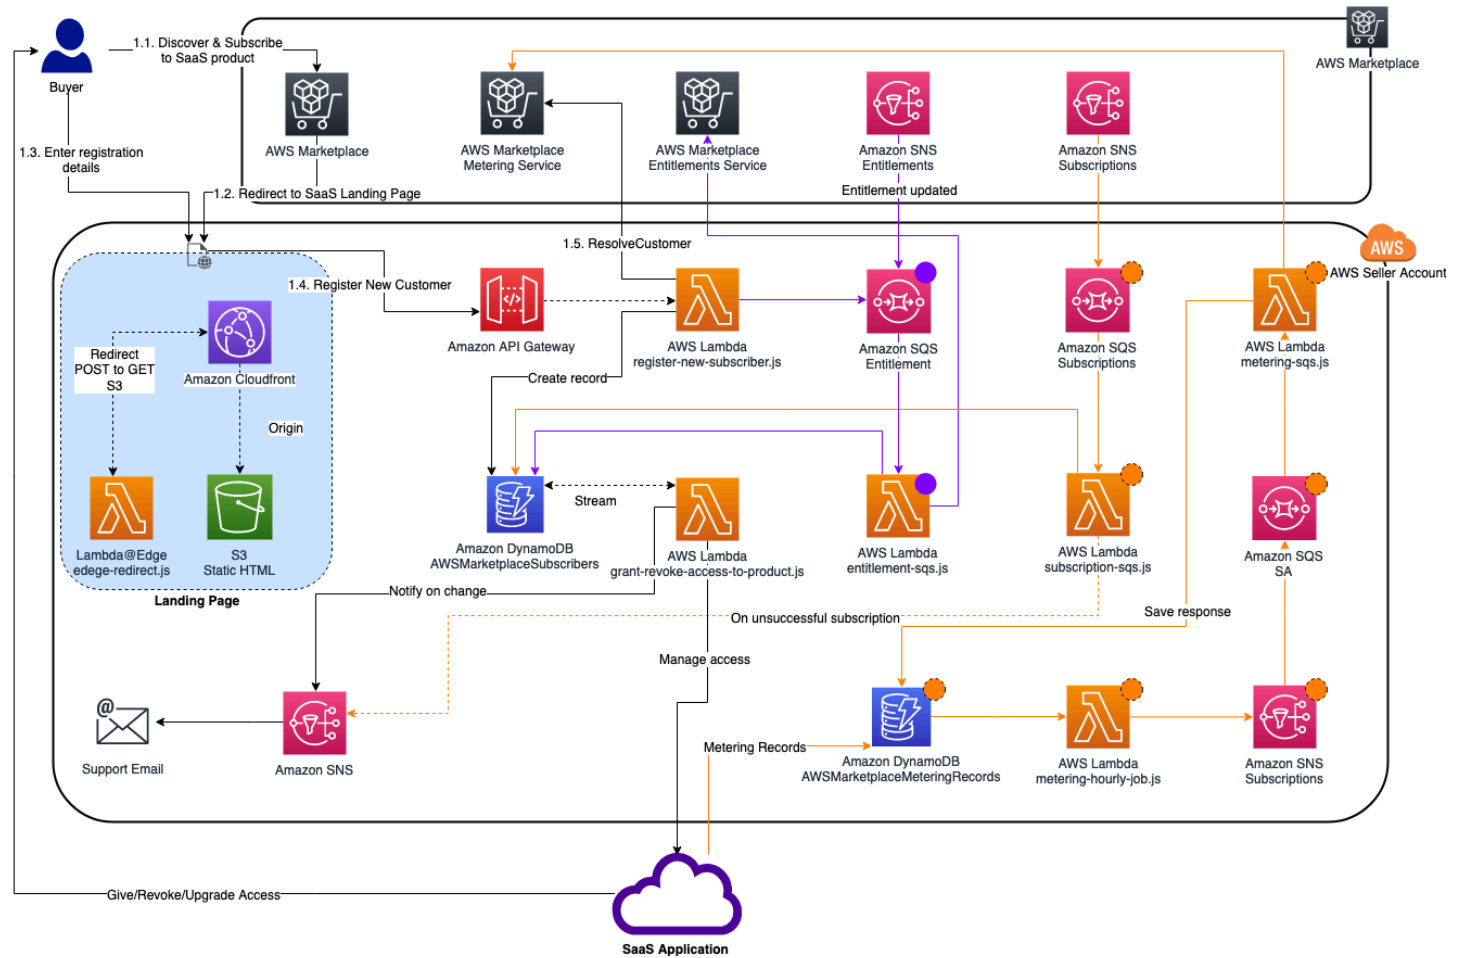 1.1. Discover & Subscribe
to SaaS product
Buyer
AWS Marketplace
AWS Marketplace
AWS Marketplace
Metering Service
AWS Marketplace
Entitlements Service
Amazon SNS
Entitlements
Amazon SNS
Subscriptions
1.3. Enter registration
details
1.2. Redirect to SaaS Landing Page
Entitlement updated
1.5. ResolveCustomer
AWS
AWS Seller Account
1.4. Register New Customer
Amazon API Gateway
AWS Lambda
register-new-subscriber.js
Amazon SQS
Entitlement
Amazon SQS
Subscriptions
AWS Lambda
metering-sqs.js
Redirect
POST to GET
S3
Amazon Cloudfront
Create record
Origin
Stream
Lambda@Edge
edege-redirect.js
S3
Static HTML
Landing Page
Amazon DynamoDB
AWSMarketplaceSubscribers
AWS Lambda
grant-revoke-access-to-product.js
AWS Lambda
entitlement-sqs.js
AWS Lambda
subscription-sqs.js
Amazon SQS
SA
Notify on change
On unsuccessful subscription
Save response
Manage access
@
Support Email
Amazon SNS
Metering Records
Amazon DynamoDB
AWSMarketplaceMeteringRecords
AWS Lambda
metering-hourly-job.js
Amazon SNS
Subscriptions
Give/Revoke/Upgrade Access
SaaS Application